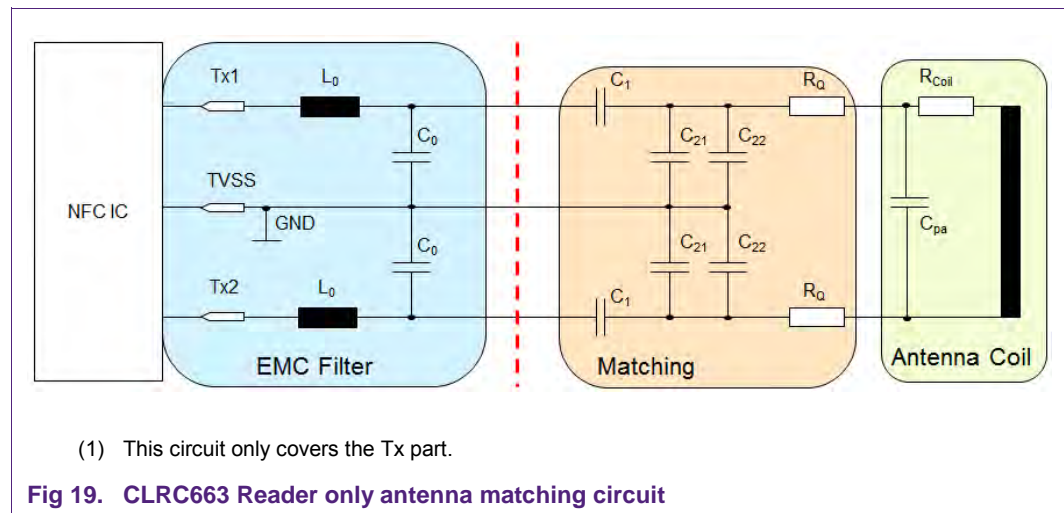 Tx1
L0
C1
RQ
RCoil
C0
C21
C22
TVSS
NFC IC
GND
Cpa
C0
C21
C22
Tx2
L0
C1
RQ
EMC Filter
Matching
Antenna Coil
(1) This circuit only covers the Tx part.
Fig 19. CLRC663 Reader only antenna matching circuit